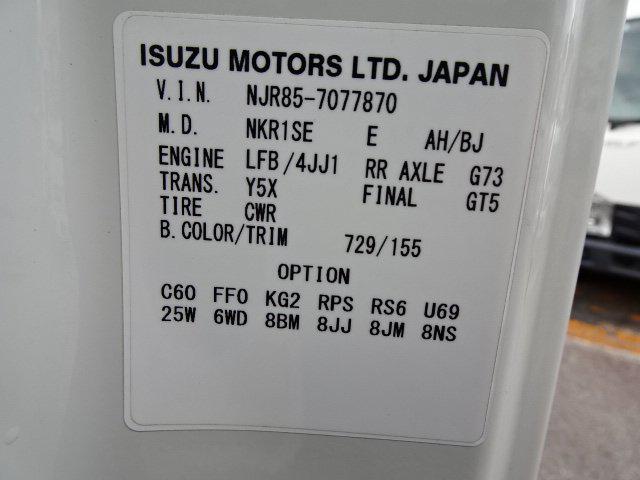 ISUZU MOTORS LTD. JAPAN
V.I.N. NJR85-7077870
M.D. NKR1SE E AH/BJ
ENGINE LFB/4JJ1 RR AXLE G73
TRANS. Y5X FINAL GT5
TIRE CWR
B.COLOR/TRIM 729/155
OPTION
C60 FF0 KG2 RPS RS6 U69
25W 6WD 8BM 8JJ 8JM 8NS